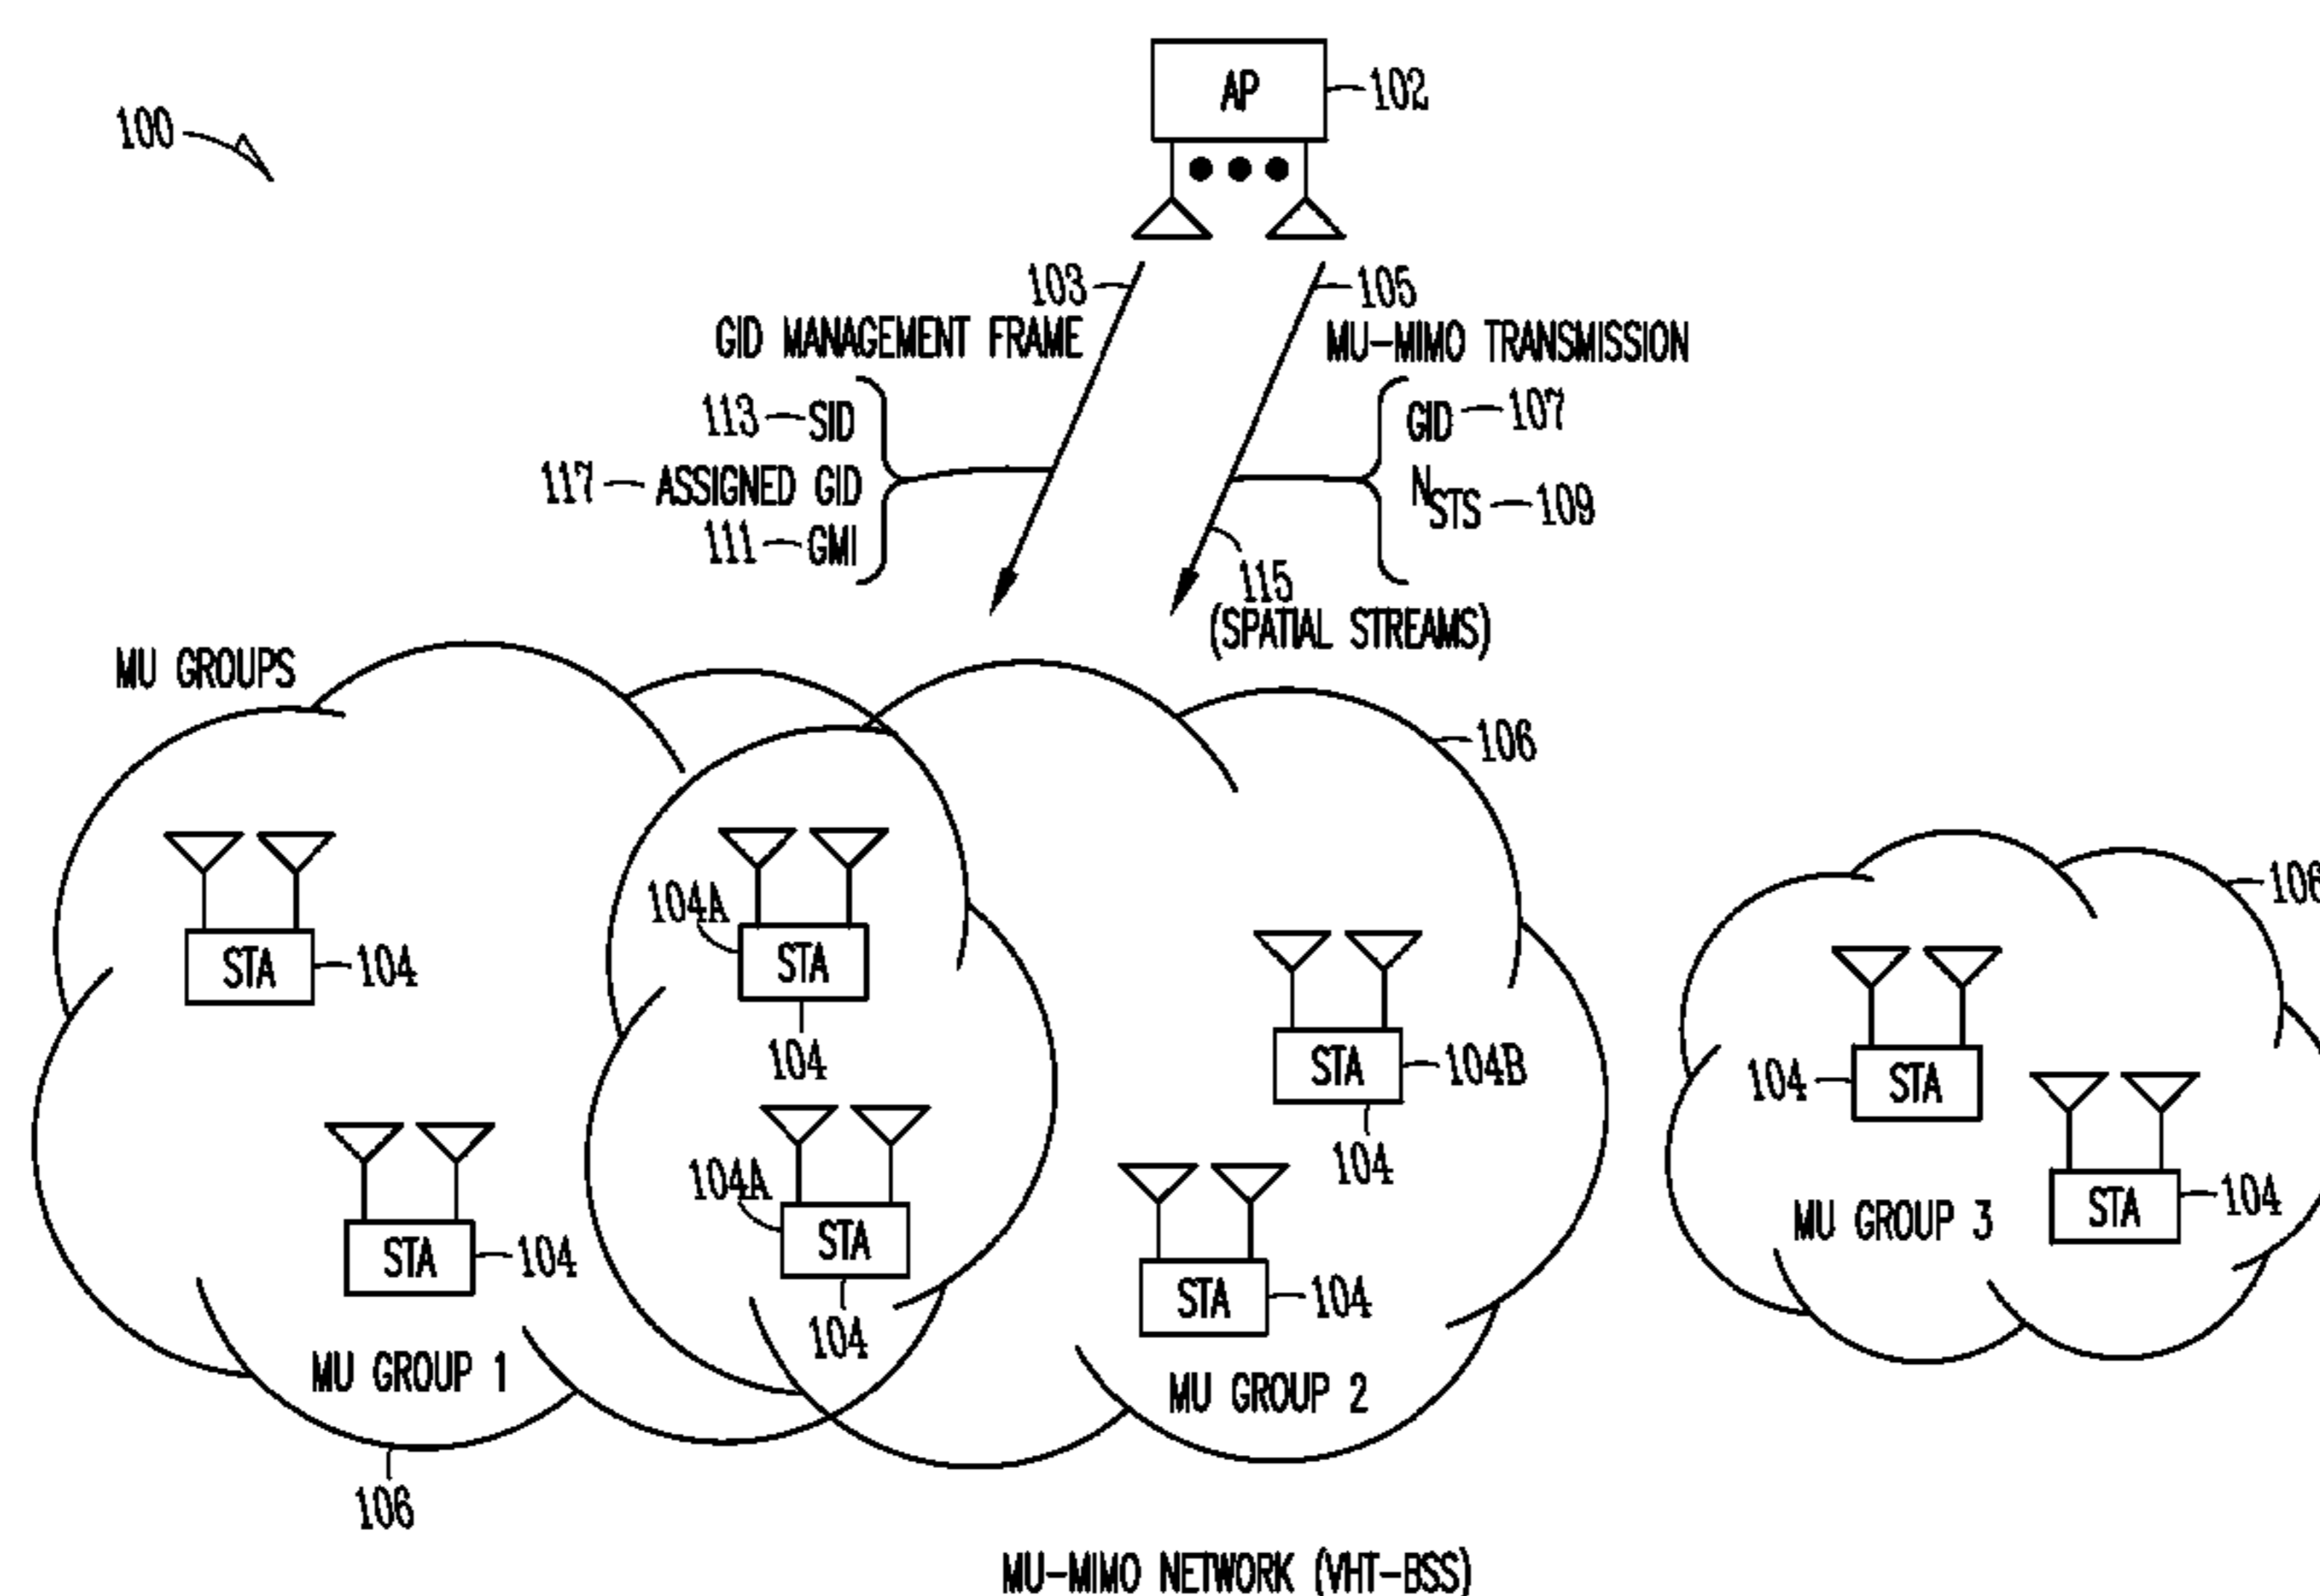 100
AP
102
103
105
GID MANAGEMENT FRAME
MU-MIMO TRANSMISSION
113
SID
117
ASSIGNED GID
111
GMI
GID
107
NSTS
109
115
(SPATIAL STREAMS)
MU GROUPS
106
106
STA
104
104A
STA
104
STA
104B
104
104
STA
STA
104
STA
104
104A
STA
104
STA
104
MU GROUP 1
MU GROUP 2
MU GROUP 3
106
MU-MIMO NETWORK (VHT-BSS)